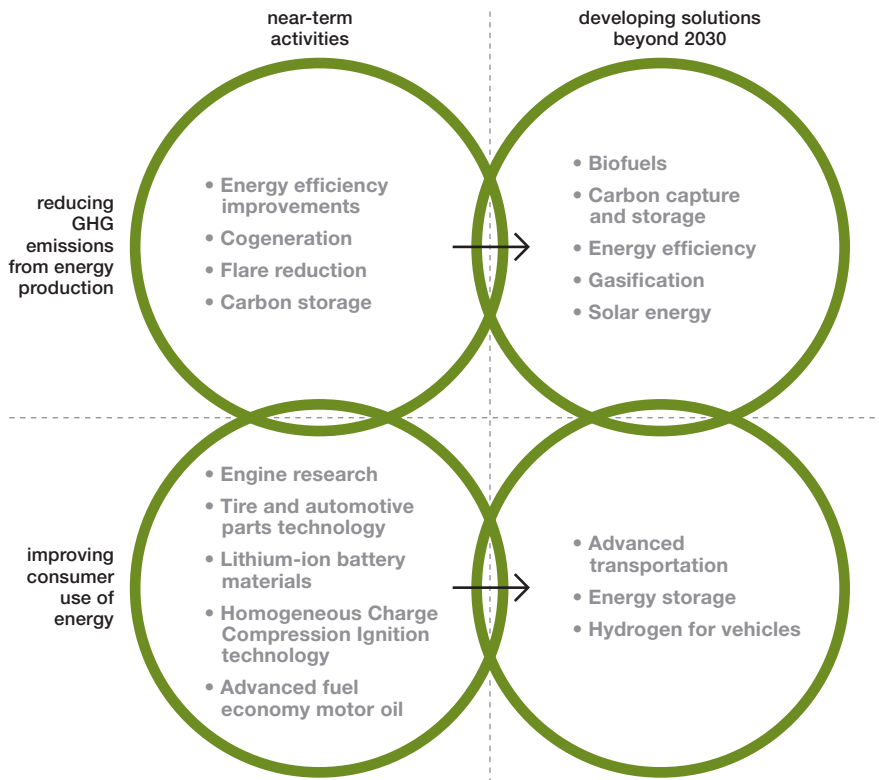 near-term
activities
developing solutions
beyond 2030
reducing
GHG
emissions
from energy
production
• Energy efficiency
improvements
• Cogeneration
• Flare reduction
• Carbon storage
• Biofuels
• Carbon capture
and storage
• Energy efficiency
• Gasification
• Solar energy
improving
consumer
use of
energy
• Engine research
• Tire and automotive
parts technology
• Lithium-ion battery
materials
• Homogeneous Charge
Compression Ignition
technology
• Advanced fuel
economy motor oil
• Advanced
transportation
• Energy storage
• Hydrogen for vehicles